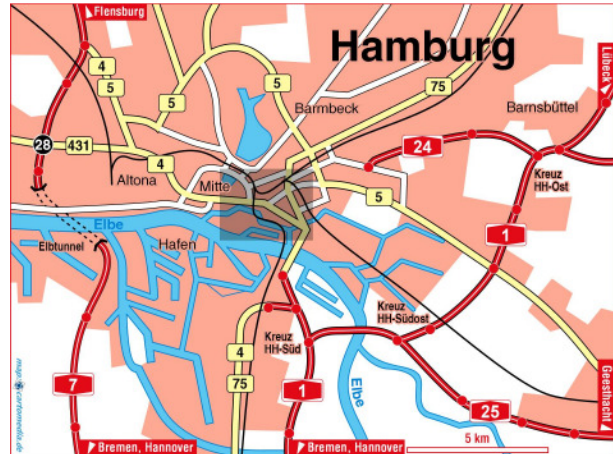 Flensburg
Hamburg
4
5
5
5
75
Lübeck
Barmbeck
Barnsbüttel
28
431
4
24
Altona
Mitte
5
Kreuz
HH-Ost
Elbe
Elbtunnel
Hafen
1
Kreuz
HH-Südost
Kreuz
HH-Süd
4
75
7
1
Elbe
25
Geesthacht
5 km
Bremen, Hannover
Bremen, Hannover
map@cartomedia.de